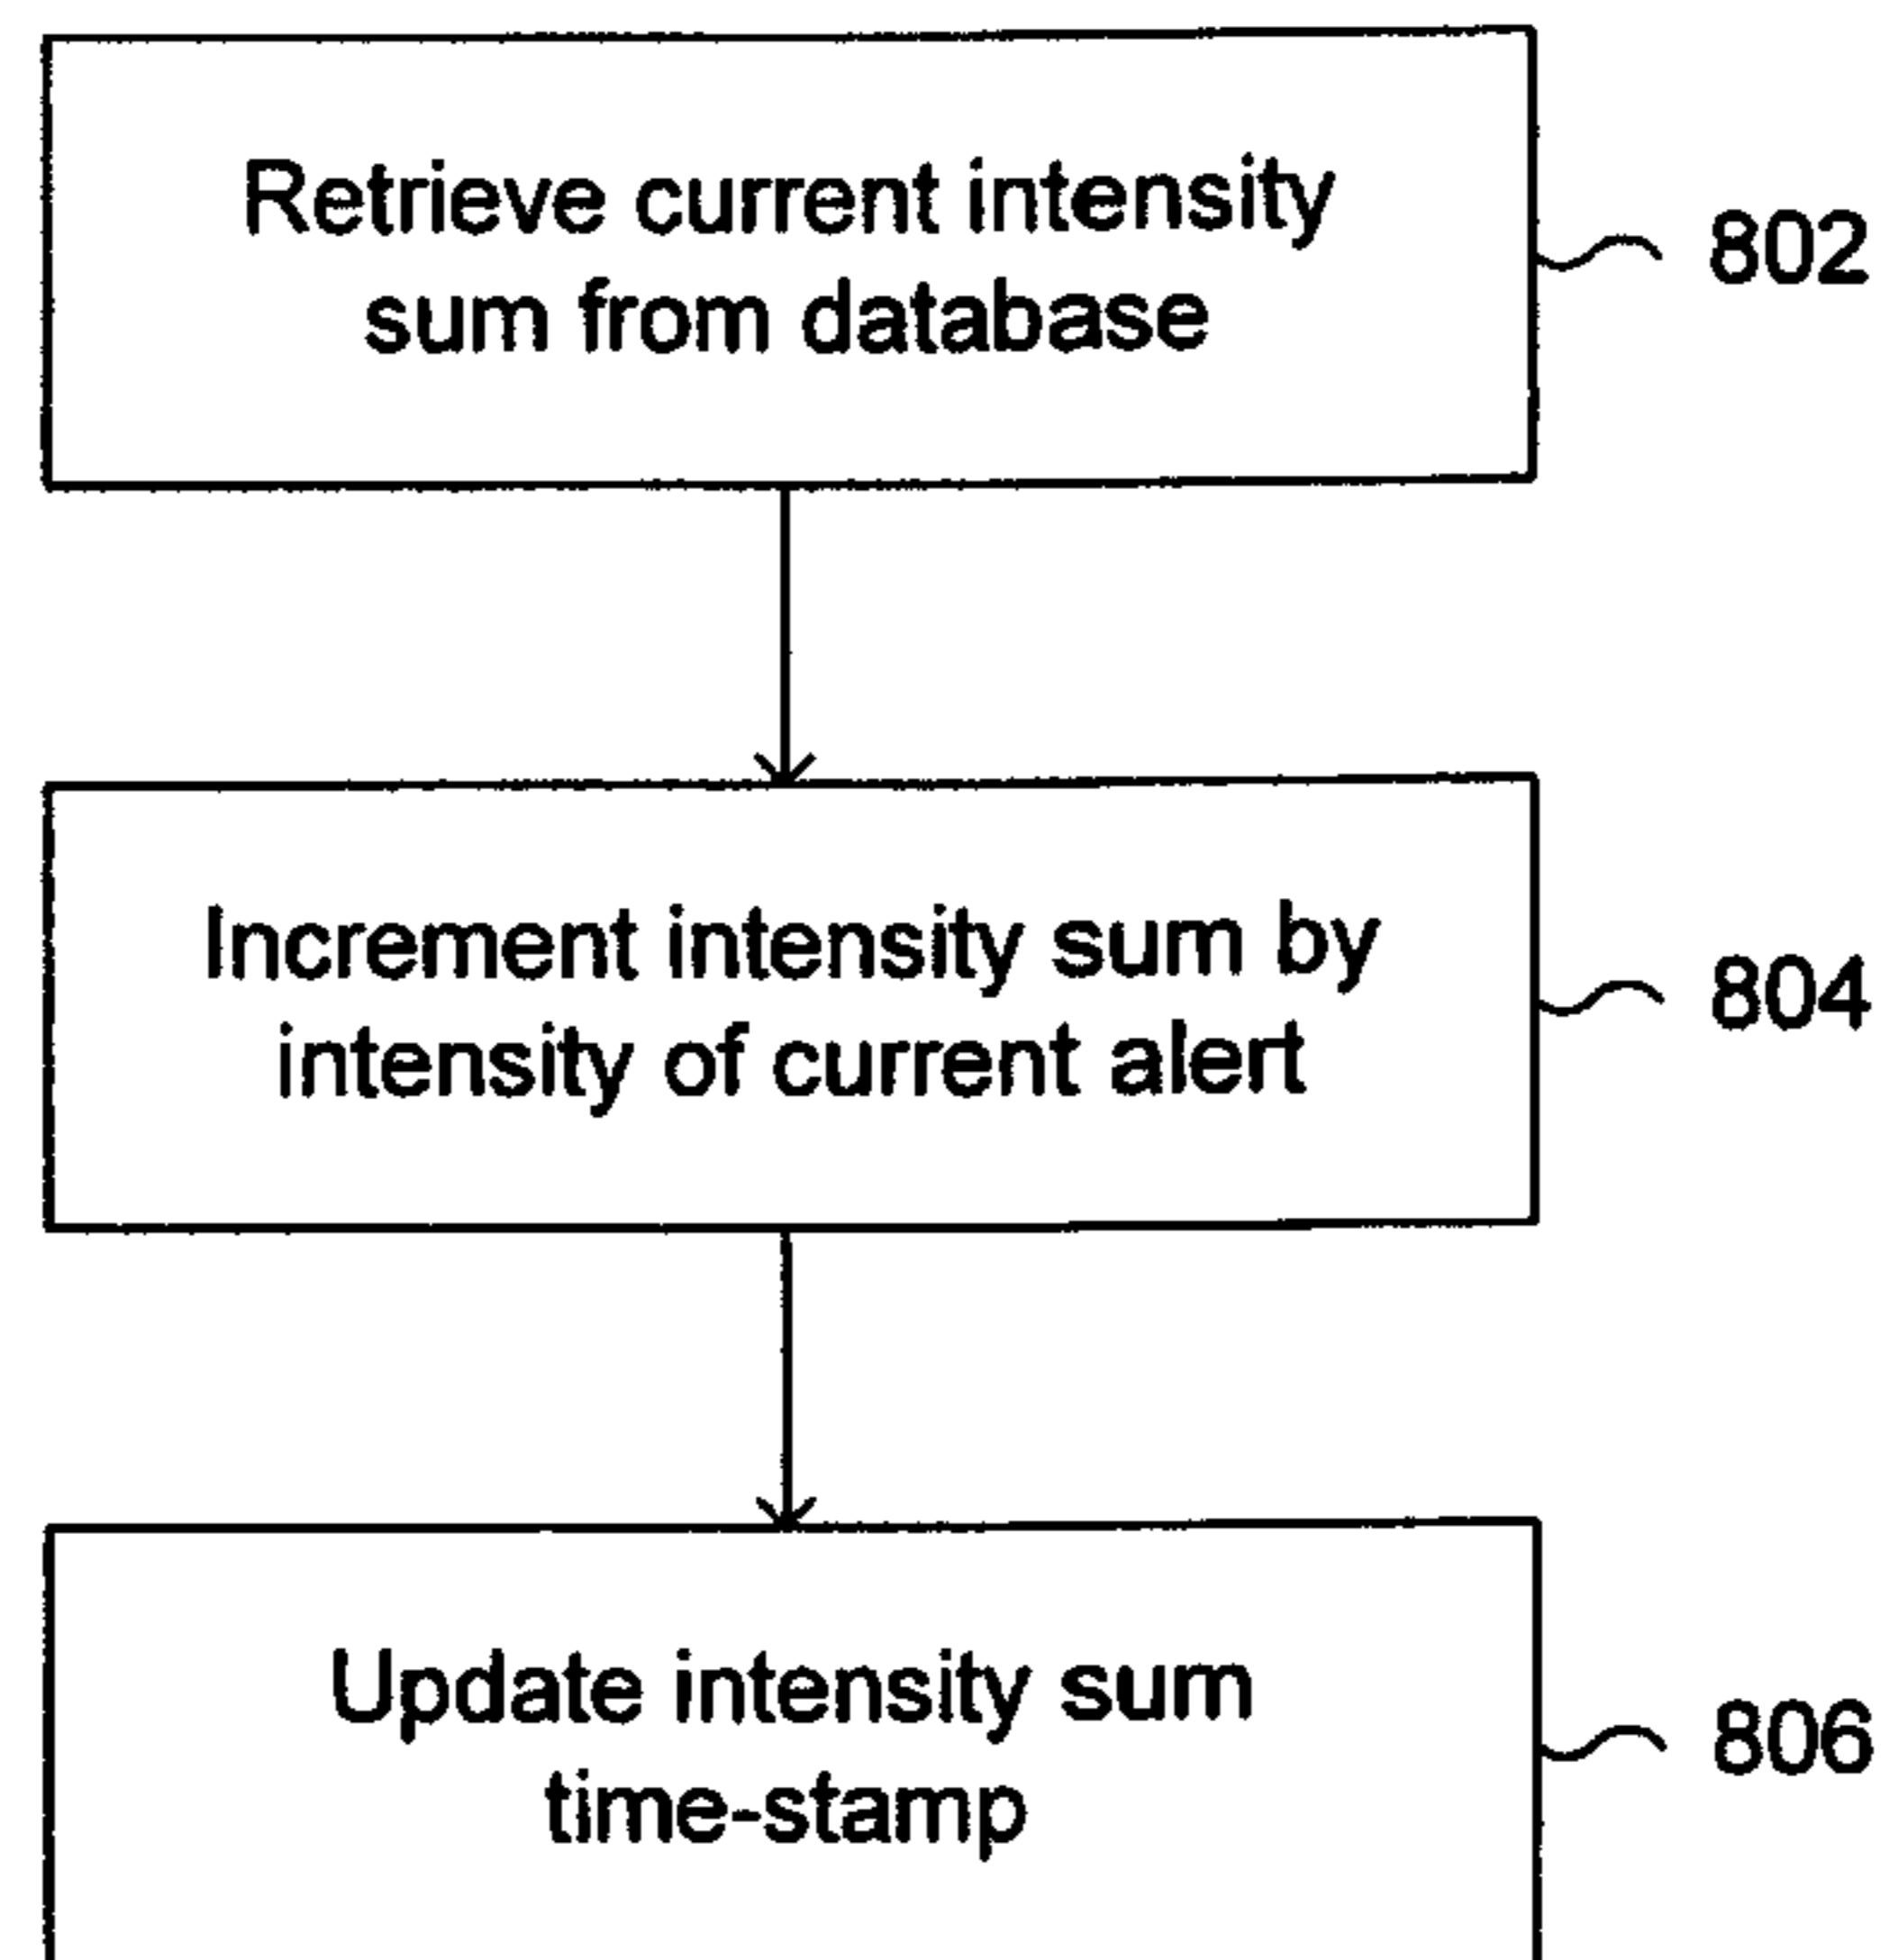 Retrieve current intensity
sum from database
802
Increment intensity sum by
intensity of current alert
804
Update intensity sum
time-stamp
806